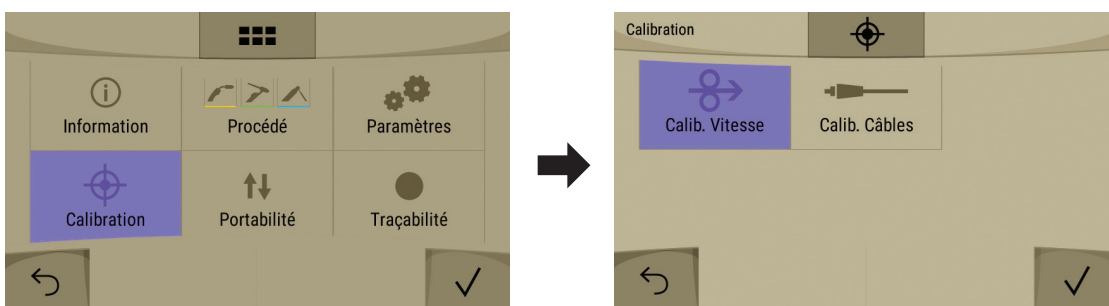 Information
Procédé
Paramètres
Calibration
Portabilité
Traçabilité
Calibration
Calib. Vitesse
Calib. Câbles